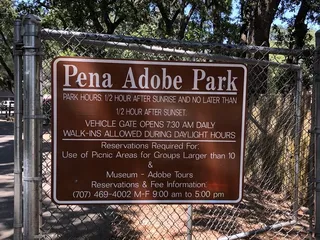 Pena Adobe Park
PARK HOURS 1/2 HOUR AFTER SUNRISE AND NO LATER THAN
1/2 HOUR AFTER SUNSET
VEHICLE GATE OPENS 7:30 AM DAILY
WALK-INS ALLOWED DURING DAYLIGHT HOURS
Reservations Required For:
Use of Picnic Areas for Groups Larger than 10
&
Museum - Adobe Tours
Reservations & Fee Information:
(707) 469-4002 M-F 9:00 am to 5:00 pm